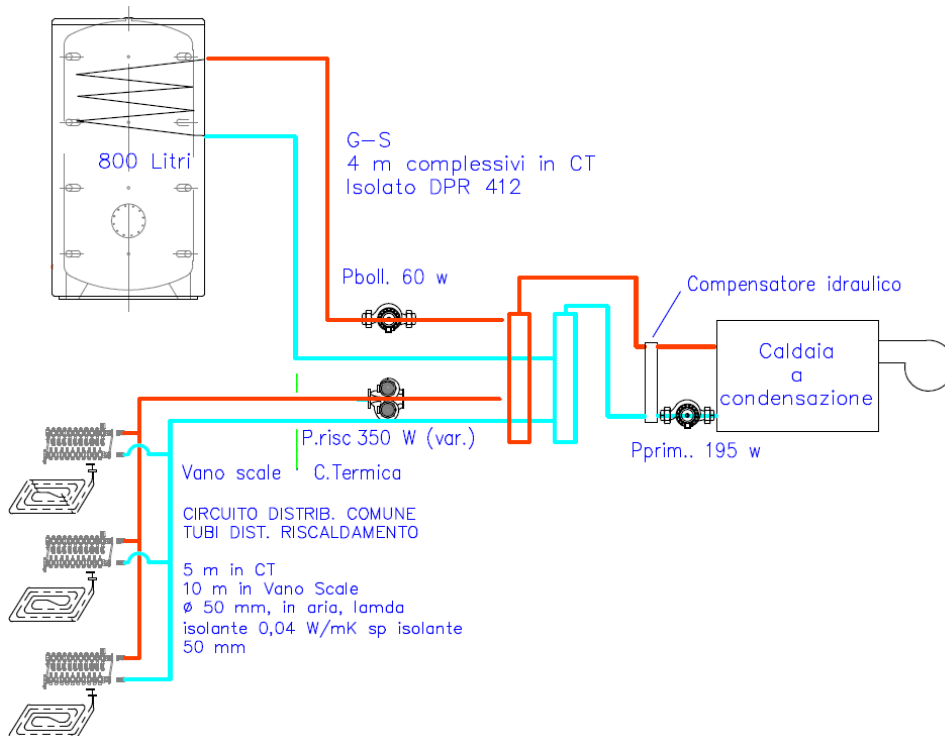 800 Litri
G-S
4 m complessivi in CT
Isolato DPR 412
Pboll. 60 w
Compensatore idraulico
Caldaia
a
condensazione
Pprim.. 195 w
P.risc 350 W (var.)
Vano scale
C.Termica
CIRCUITO DISTRIB. COMUNE
TUBI DIST. RISCALDAMENTO
5 m in CT
10 m in Vano Scale
ø 50 mm, in aria, lamda
isolante 0,04 W/mK sp isolante
50 mm